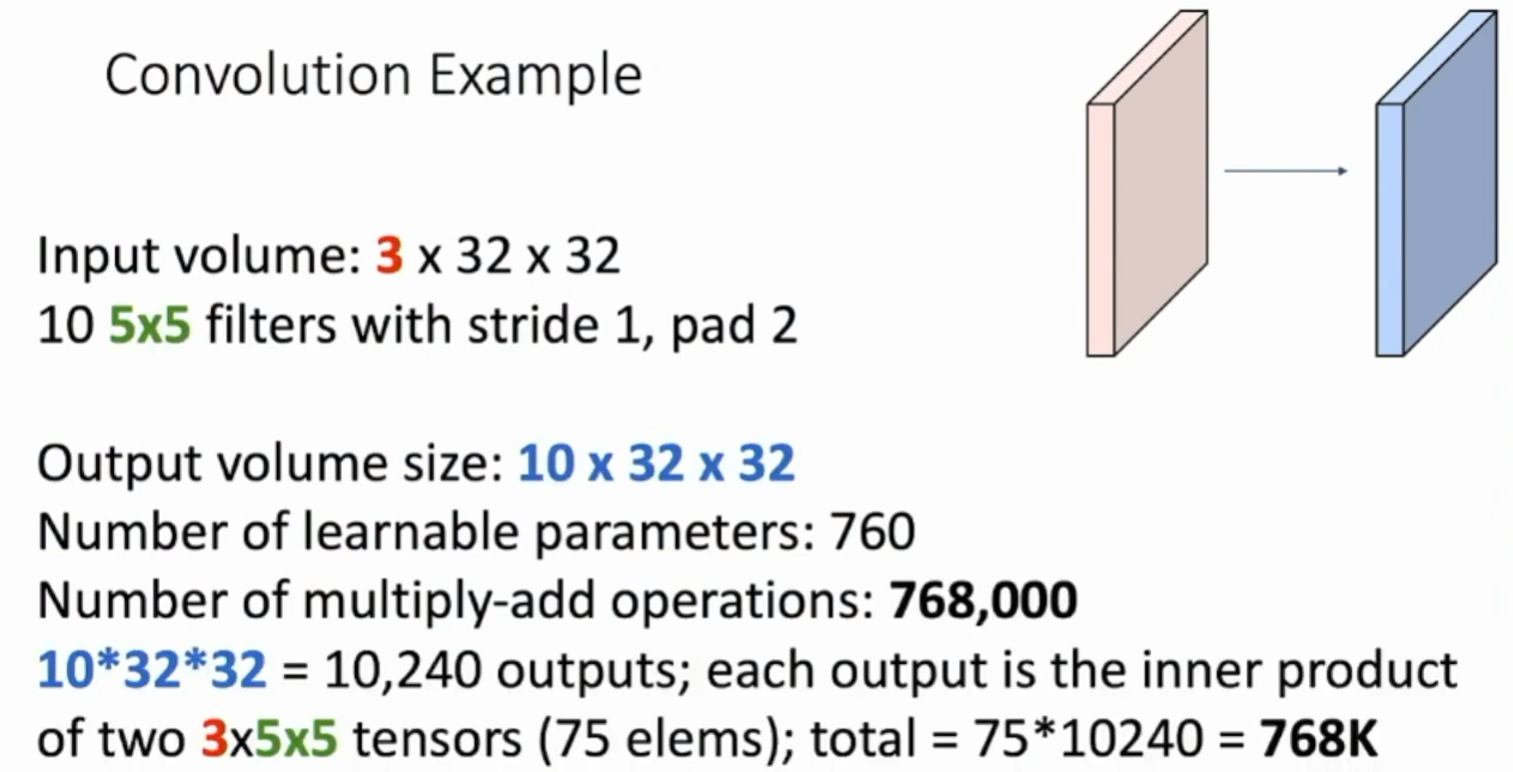 Convolution Example
Input volume: 3 x 32 x 32
10 5x5 filters with stride 1, pad 2
Output volume size: 10 x 32 x 32
Number of learnable parameters: 760
Number of multiply-add operations: 768,000
10*32*32 = 10,240 outputs; each output is the inner product
of two 3x5x5 tensors (75 elems); total = 75*10240 = 768K